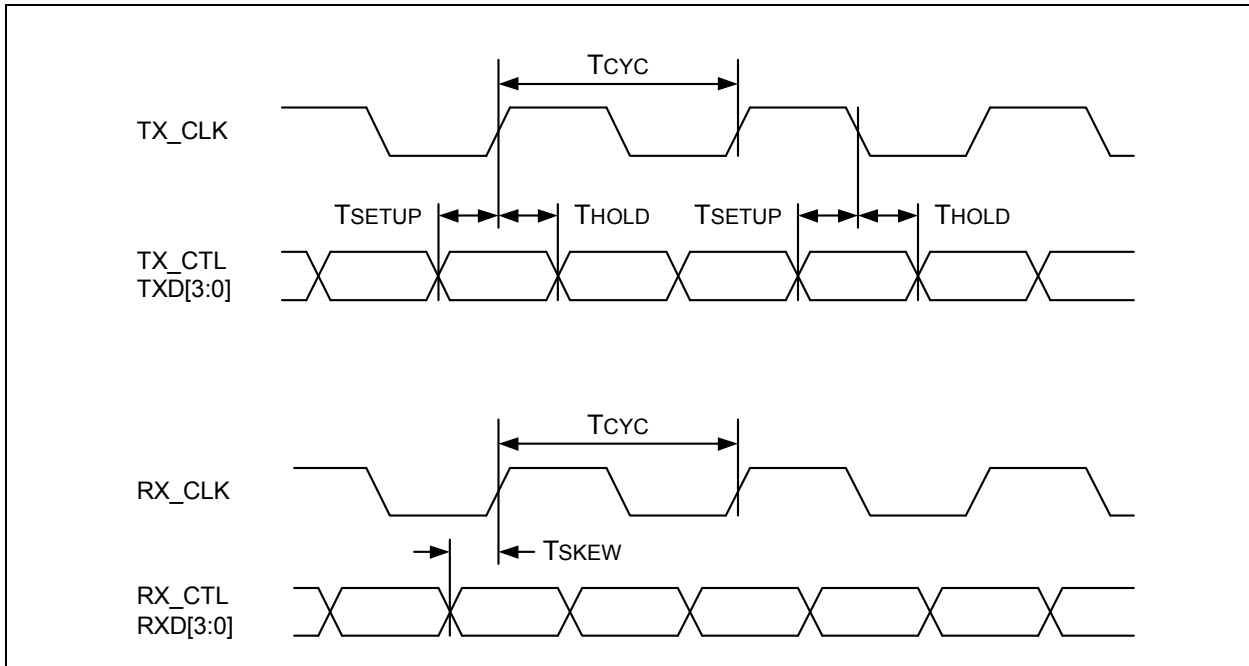 TCYC
TX_CLK
TSETUP THOLD TSETUP THOLD
TX_CTL
TXD[3:0]
TCYC
RX_CLK
TSKEW
RX_CTL
RXD[3:0]